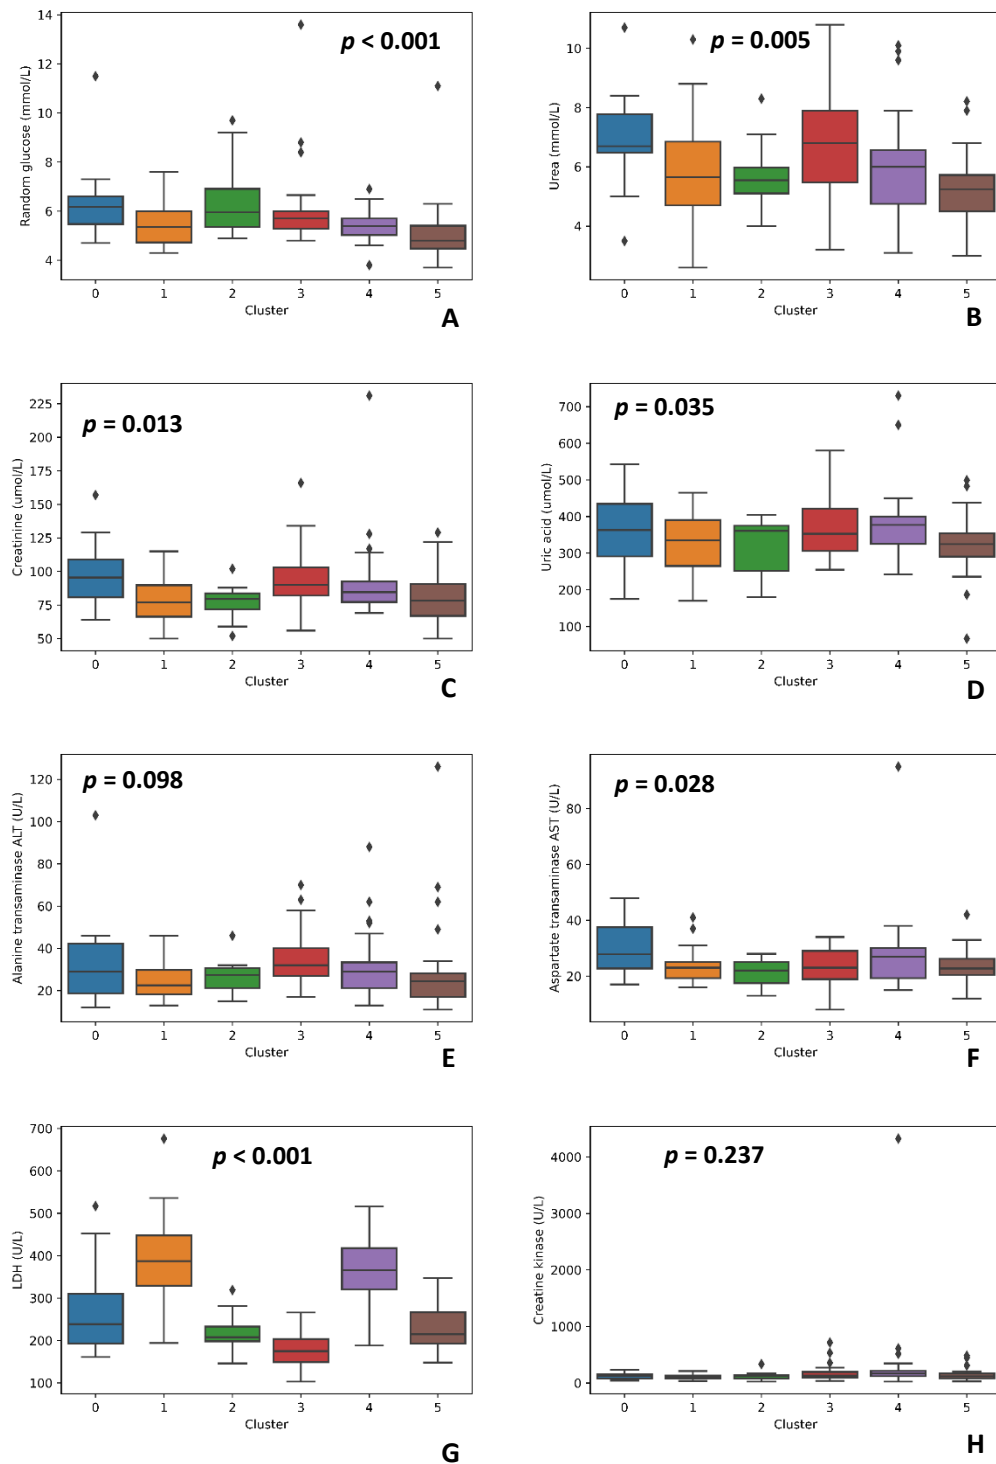 p < 0.001
Random glucose (mmol/L)
14
12
10
8
6
4
0 1 2 3 4 5
Cluster
A
p = 0.005
Urea (mmol/L)
10
8
6
4
0 1 2 3 4 5
Cluster
B
p = 0.013
Creatinine (umol/L)
225
200
175
150
125
100
75
50
0 1 2 3 4 5
Cluster
C
p = 0.035
Uric acid (umol/L)
700
600
500
400
300
200
100
0 1 2 3 4 5
Cluster
D
p = 0.098
Alanine transaminase ALT (U/L)
120
100
80
60
40
20
0 1 2 3 4 5
Cluster
E
p = 0.028
Aspartate transaminase AST (U/L)
80
60
40
20
0 1 2 3 4 5
Cluster
F
p < 0.001
LDH (U/L)
700
600
500
400
300
200
100
0 1 2 3 4 5
Cluster
G
p = 0.237
Creatine kinase (U/L)
4000
3000
2000
1000
0
0 1 2 3 4 5
Cluster
H